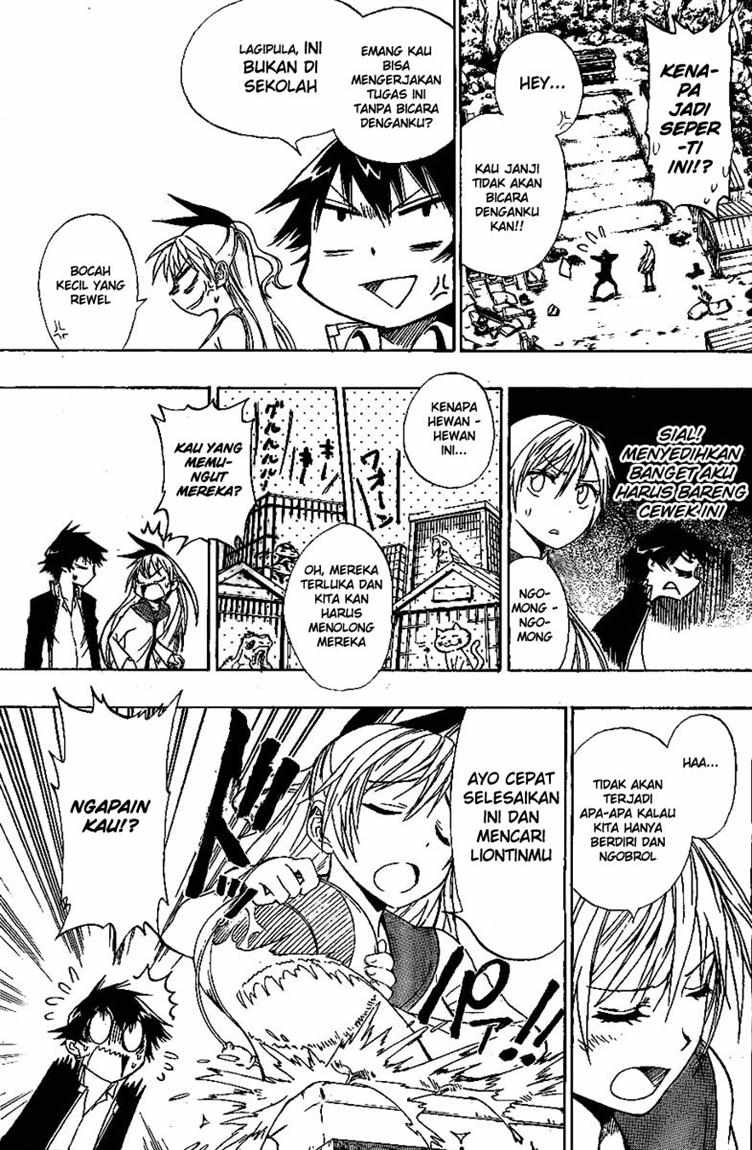 KENA-
PA
JADI
SEPER
-TI
INI!?
HEY...
KAU JANJI
TIDAK AKAN
BICARA
DENGANKU
KAN!!
EMANG KAU
BISA
MENGERJAKAN
TUGAS INI
TANPA BICARA
DENGANKU?
LAGIPULA, INI
BUKAN DI
SEKOLAH
BOCAH
KECIL YANG
REWEL
SIAL!
MENYEDIHKAN
BANGET AKU
HARUS BARENG
CEWEK INI
NGO-
MONG -
NGO-
MONG
KENAPA
HEWAN -
HEWAN
INI...
ワオーン
OH, MEREKA
TERLUKA DAN
KITA KAN
HARUS
MENOLONG
MEREKA
KAU YANG
MEMU-
NGUT
MEREKA?
HAA...
TIDAK AKAN
TERJADI
APA-APA KALAU
KITA HANYA
BERDIRI DAN
NGOBROL
AYO CEPAT
SELESAIKAN
INI DAN
MENCARI
LIONTINMU
NGAPAIN
KAU!?